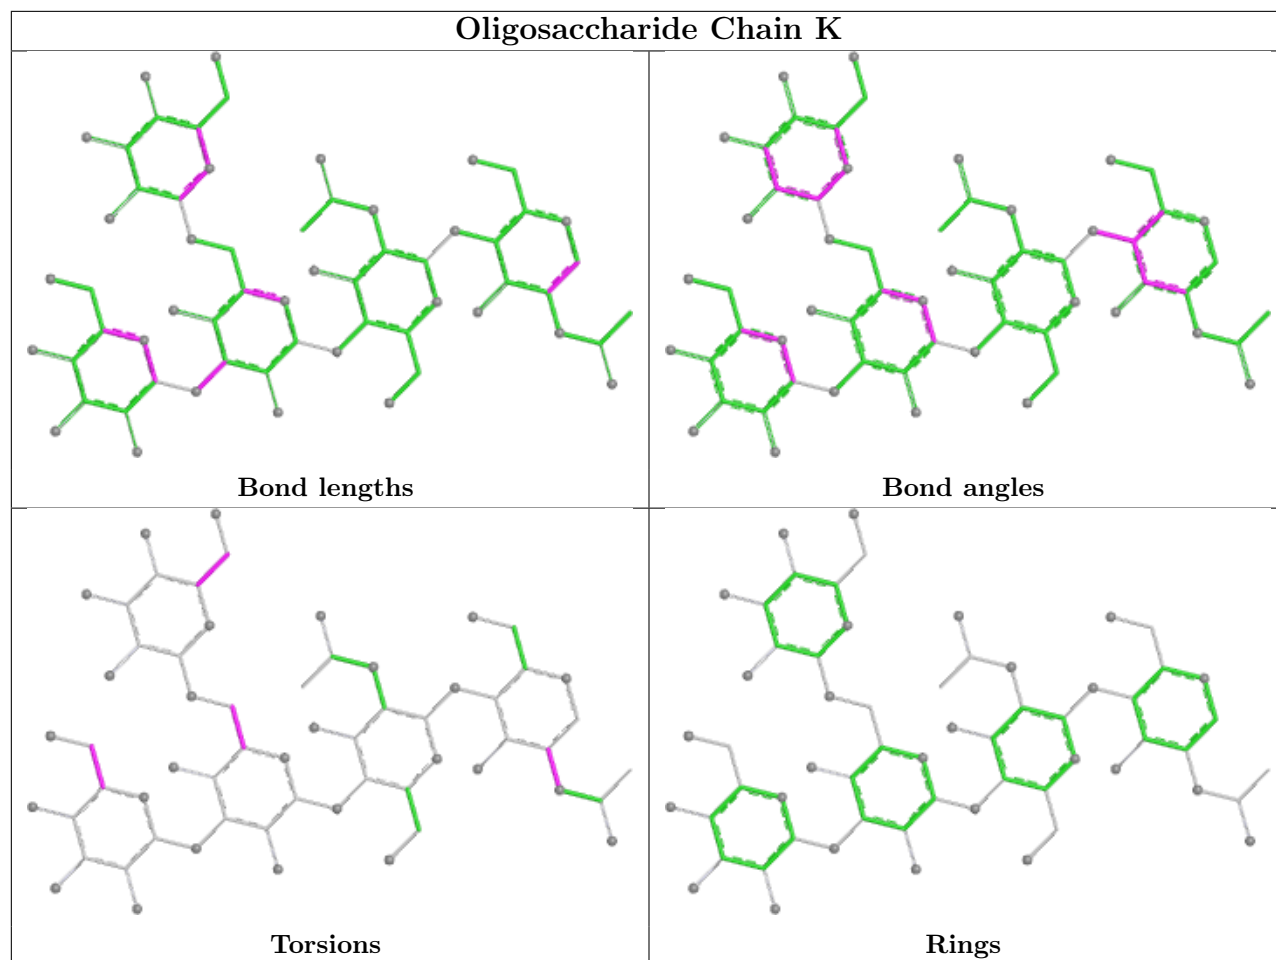 Oligosaccharide Chain K
Bond lengths
Bond angles
Torsions
Rings